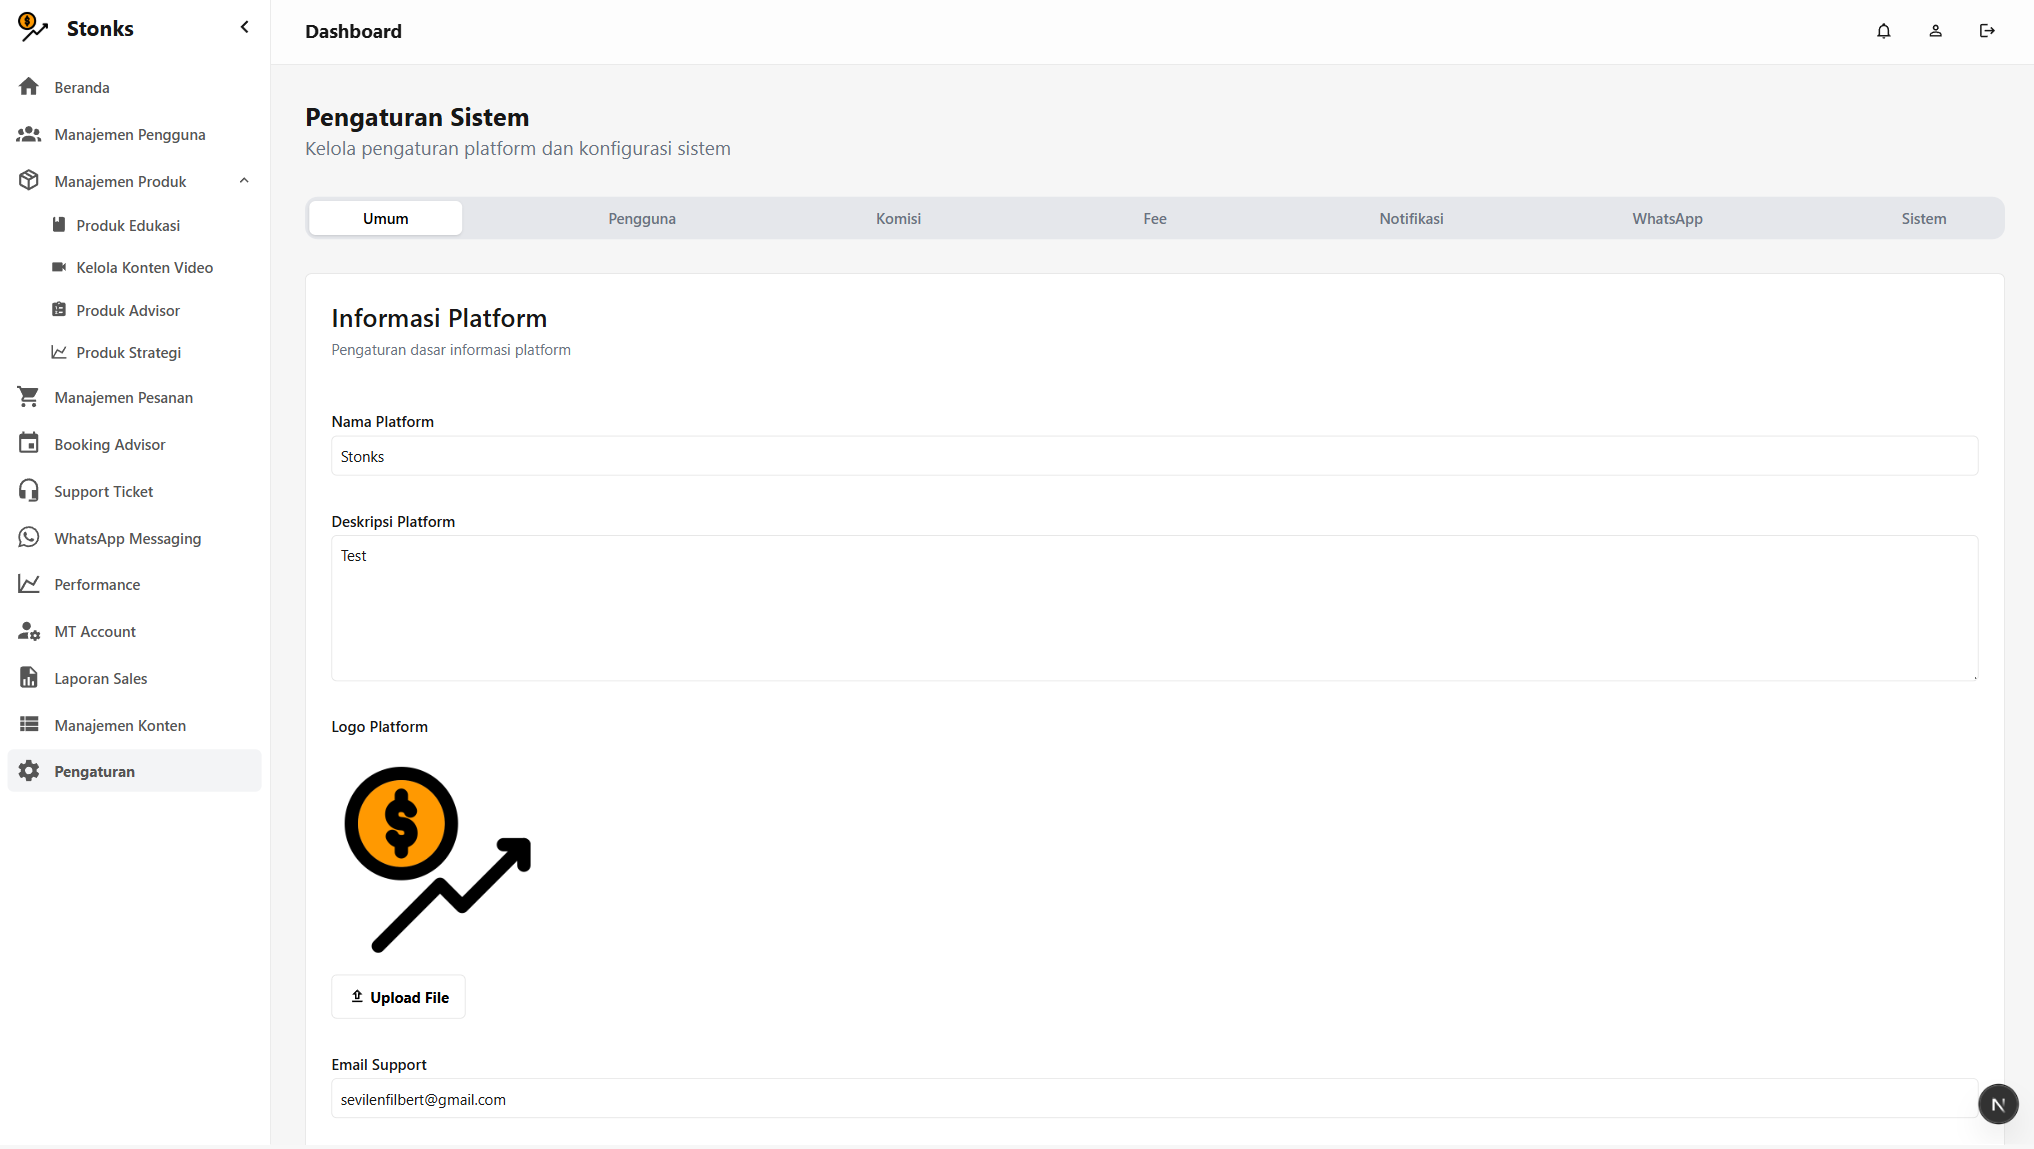 Stonks
Dashboard
Beranda
Manajemen Pengguna
Manajemen Produk
Produk Edukasi
Kelola Konten Video
Produk Advisor
Produk Strategi
Manajemen Pesanan
Booking Advisor
Support Ticket
WhatsApp Messaging
Performance
MT Account
Laporan Sales
Manajemen Konten
Pengaturan
Pengaturan Sistem
Kelola pengaturan platform dan konfigurasi sistem
Umum Pengguna Komisi Fee Notifikasi WhatsApp Sistem
Informasi Platform
Pengaturan dasar informasi platform
Nama Platform
Stonks
Deskripsi Platform
Test
Logo Platform
$
Upload File
Email Support
sevilenfilbert@gmail.com
N